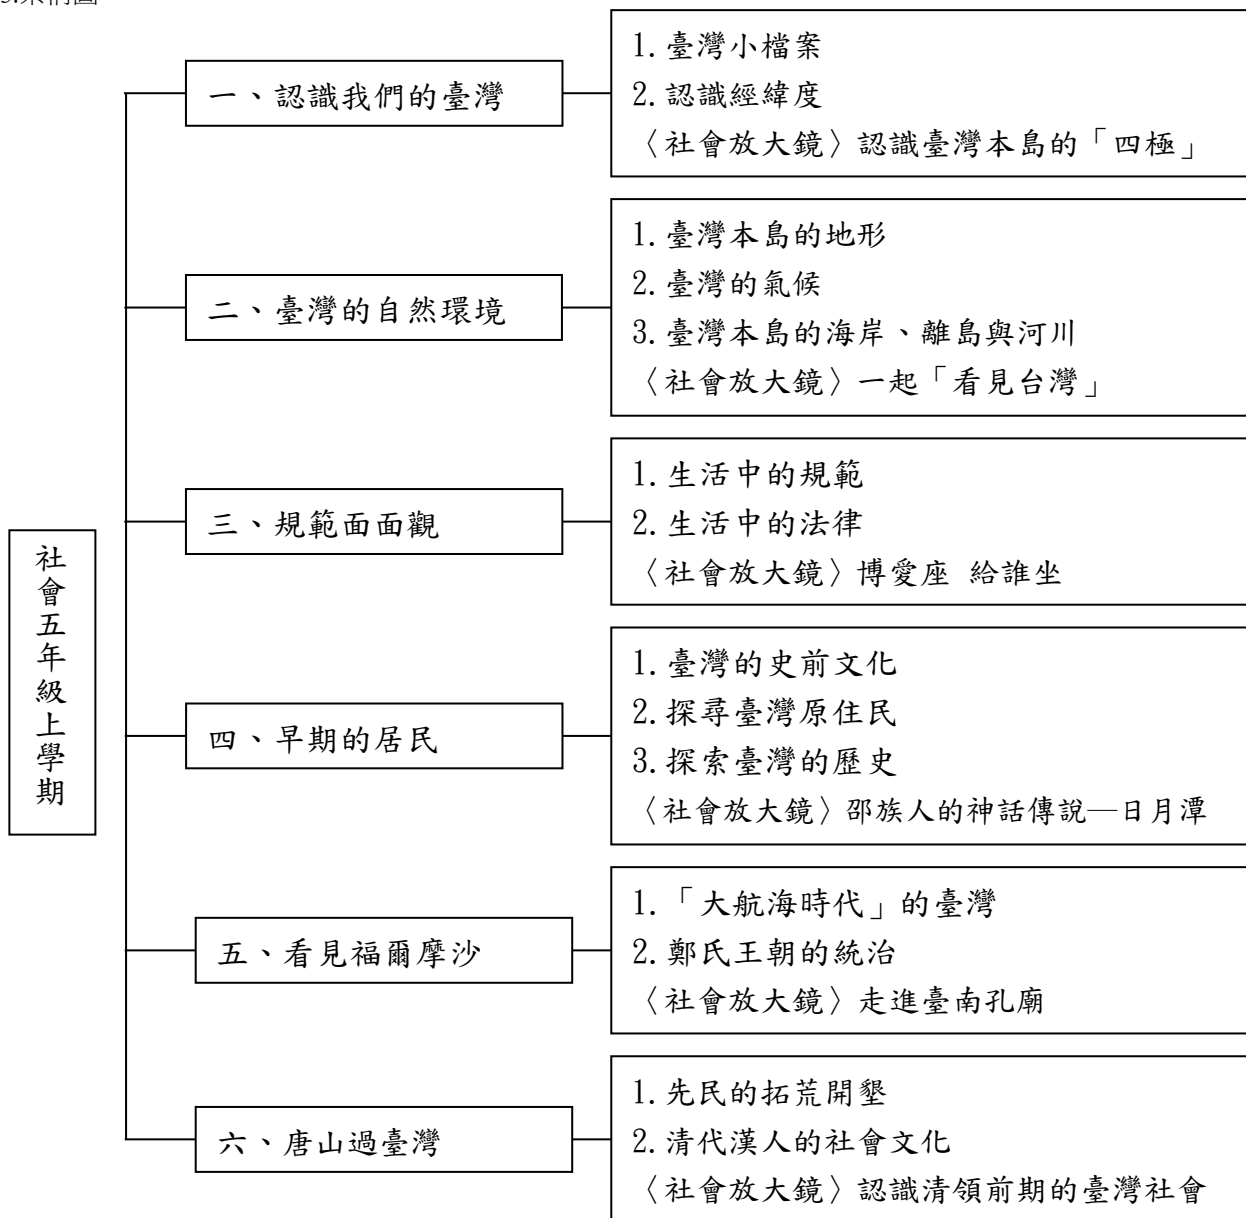 社會五年級上學期
一、認識我們的臺灣
1.臺灣小檔案
2.認識經緯度
〈社會放大鏡〉認識臺灣本島的「四極」
二、臺灣的自然環境
1.臺灣本島的地形
2.臺灣的氣候
3.臺灣本島的海岸、離島與河川
〈社會放大鏡〉一起「看見台灣」
三、規範面面觀
1.生活中的規範
2.生活中的法律
〈社會放大鏡〉博愛座 給誰坐
四、早期的居民
1.臺灣的史前文化
2.探尋臺灣原住民
3.探索臺灣的歷史
〈社會放大鏡〉邵族人的神話傳說—日月潭
五、看見福爾摩沙
1.「大航海時代」的臺灣
2.鄭氏王朝的統治
〈社會放大鏡〉走進臺南孔廟
六、唐山過臺灣
1.先民的拓荒開墾
2.清代漢人的社會文化
〈社會放大鏡〉認識清領前期的臺灣社會